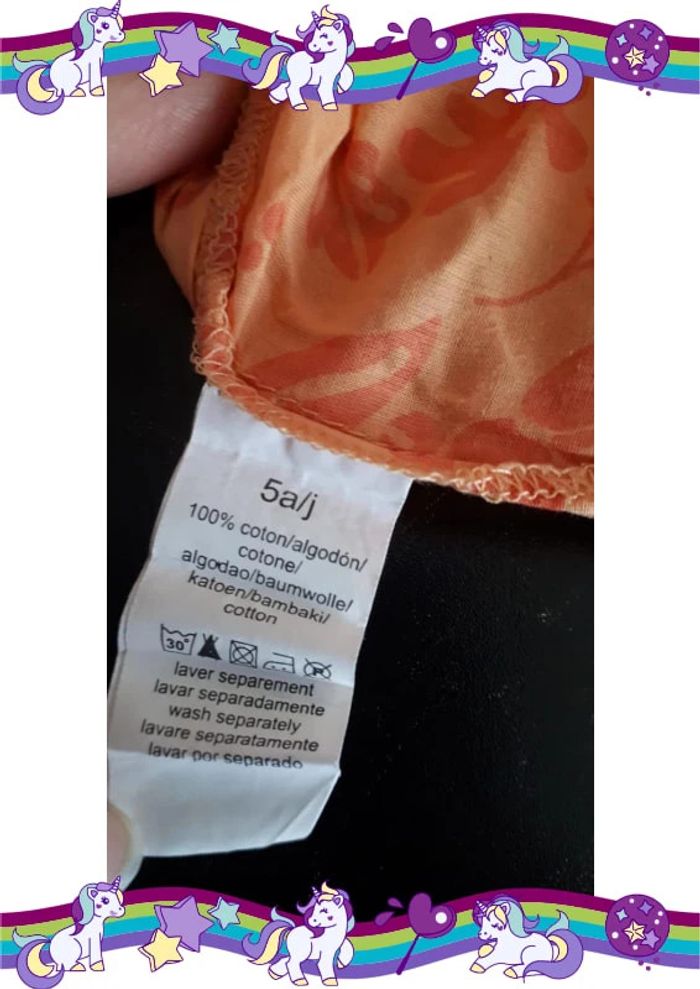 5a/j
100% coton/algodón/
cotone/
algodao/baumwolle/
katoen/bambaki/
cotton
30°
P
laver separement
lavar separadamente
wash separately
lavare separatamente
lavar por separado